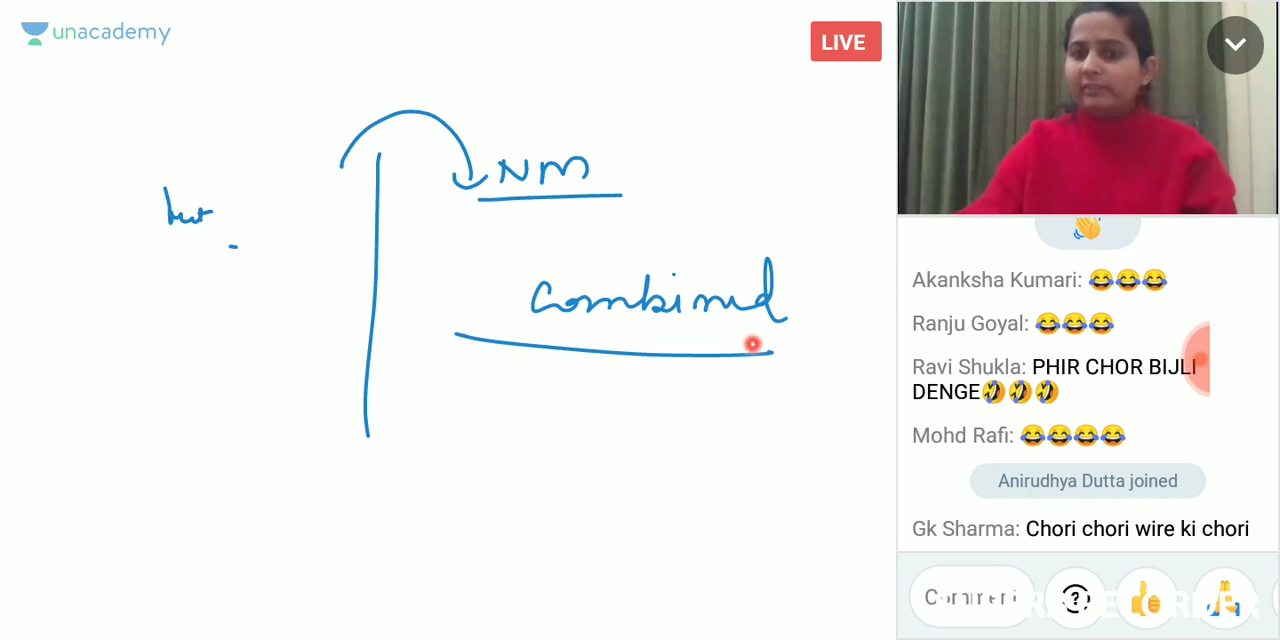 unacademy
LIVE
NM
but
Combined
Akanksha Kumari: 😂😂😂
Ranju Goyal: 😂😂😂
Ravi Shukla: PHIR CHOR BIJLI
DENGE🤣🤣🤣
Mohd Rafi: 😂😂😂😂
Anirudhya Dutta joined
Gk Sharma: Chori chori wire ki chori